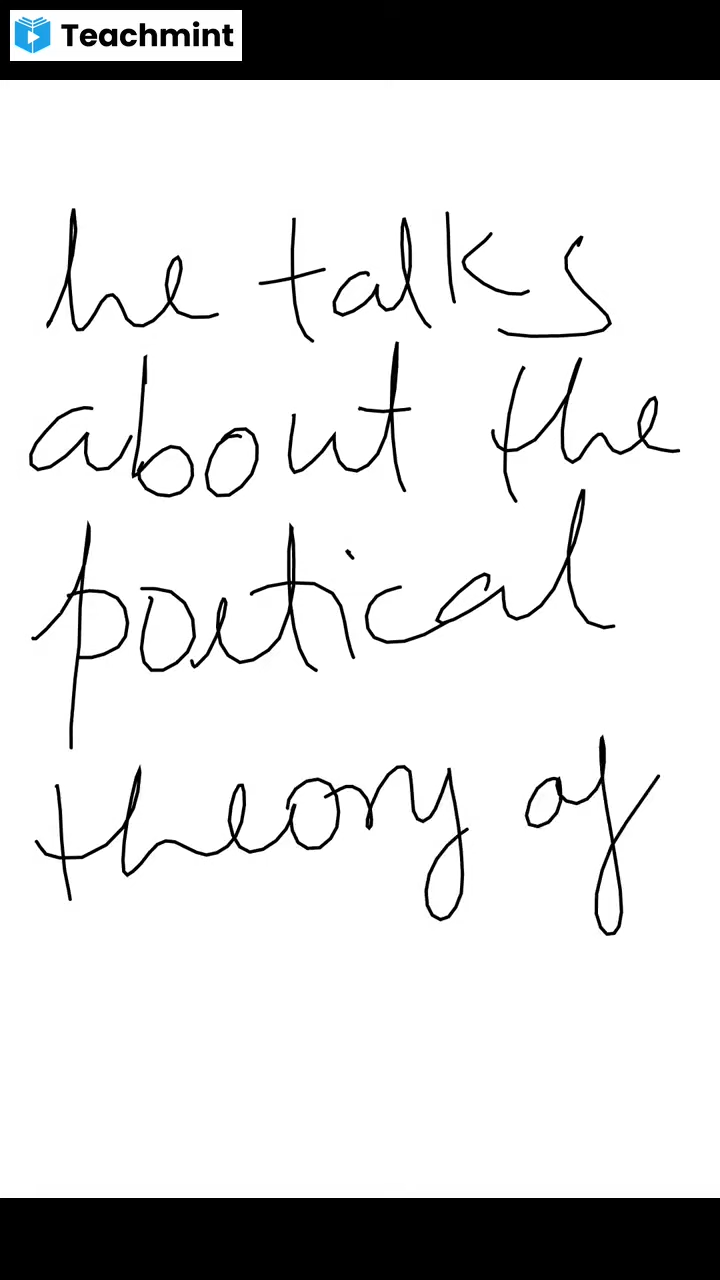 Teachmint
he talks
about the
poetical
theory of